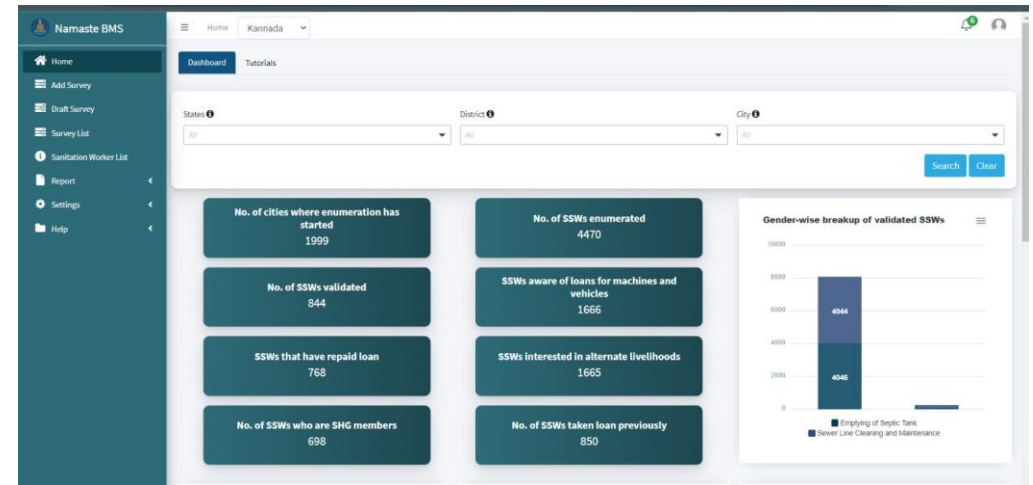 Namaste BMS
Home
Kannada
6
Home
Add Survey
Draft Survey
Survey List
Sanitation Worker List
Report
Settings
Help
Dashboard
Tutorials
States
District
City
All
All
All
Search
Clear
No. of cities where enumeration has
started
1999
No. of SSWs enumerated
4470
No. of SSWs validated
844
SSWs aware of loans for machines and
vehicles
1666
SSWs that have repaid loan
768
SSWs interested in alternate livelihoods
1665
No. of SSWs who are SHG members
698
No. of SSWs taken loan previously
850
Gender-wise breakup of validated SSWs
10000
8000
6000
4000
2000
0
4044
4046
Emptying of Septic Tank
Sewer Line Cleaning and Maintenance